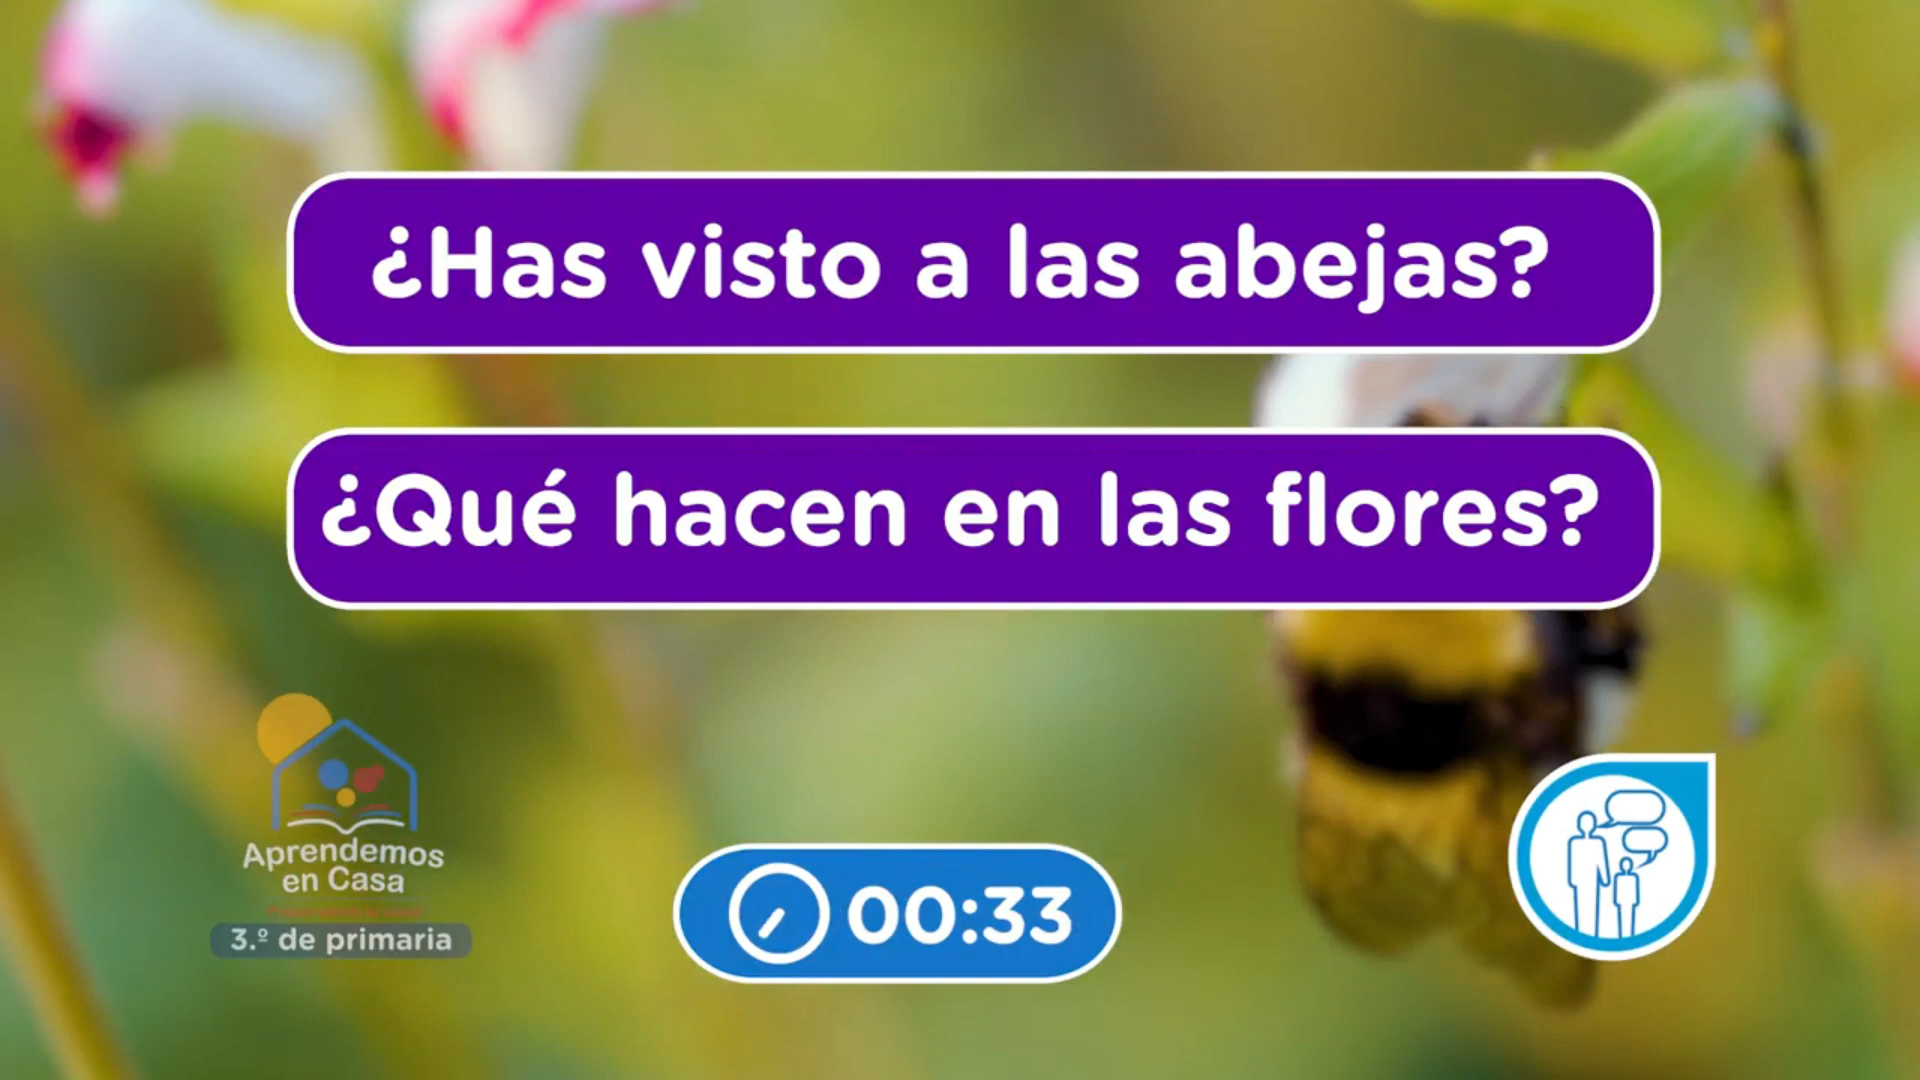 ¿Has visto a las abejas?
¿Qué hacen en las flores?
Aprendemos
en Casa
3.º de primaria
00:33